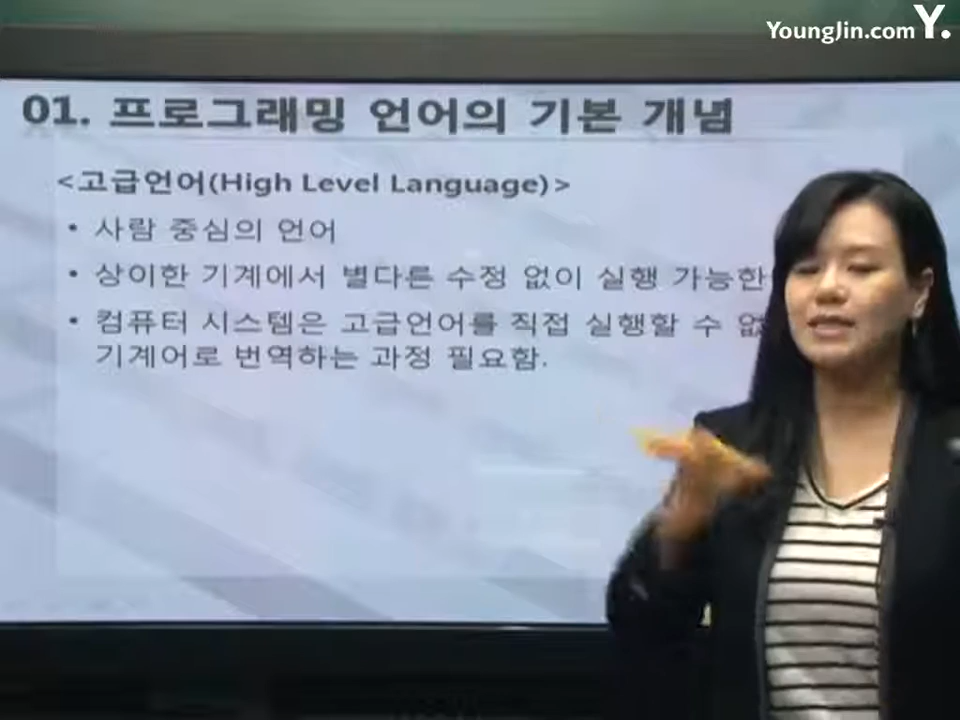 YoungJin.com Y.
01. 프로그래밍 언어의 기본 개념
<고급언어(High Level Language)>
• 사람 중심의 언어
• 상이한 기계에서 별다른 수정 없이 실행 가능한
• 컴퓨터 시스템은 고급언어를 직접 실행할 수 없
기계어로 번역하는 과정 필요함.